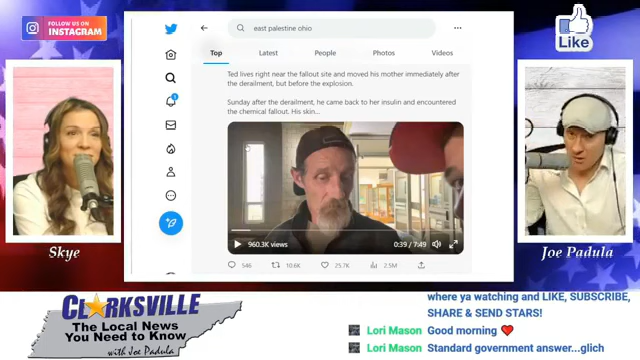 FOLLOW US ON
INSTAGRAM
east palestine ohio
Top
Latest
People
Photos
Videos
Like
Ted lives right near the fallout site and moved his mother immediately after
the derailment, but before the explosion.
Sunday after the derailment, he came back to her insulin and encountered
the chemical fallout. His skin...
960.3K views
0:39 / 7:49
546
10.6K
25.7K
2.5M
Skye
Joe Padula
CLARKSVILLE
The Local News
You Need to Know
with Joe Padula
where ya watching and LIKE, SUBSCRIBE,
SHARE & SEND STARS!
Lori Mason Good morning
Lori Mason Standard government answer...glich